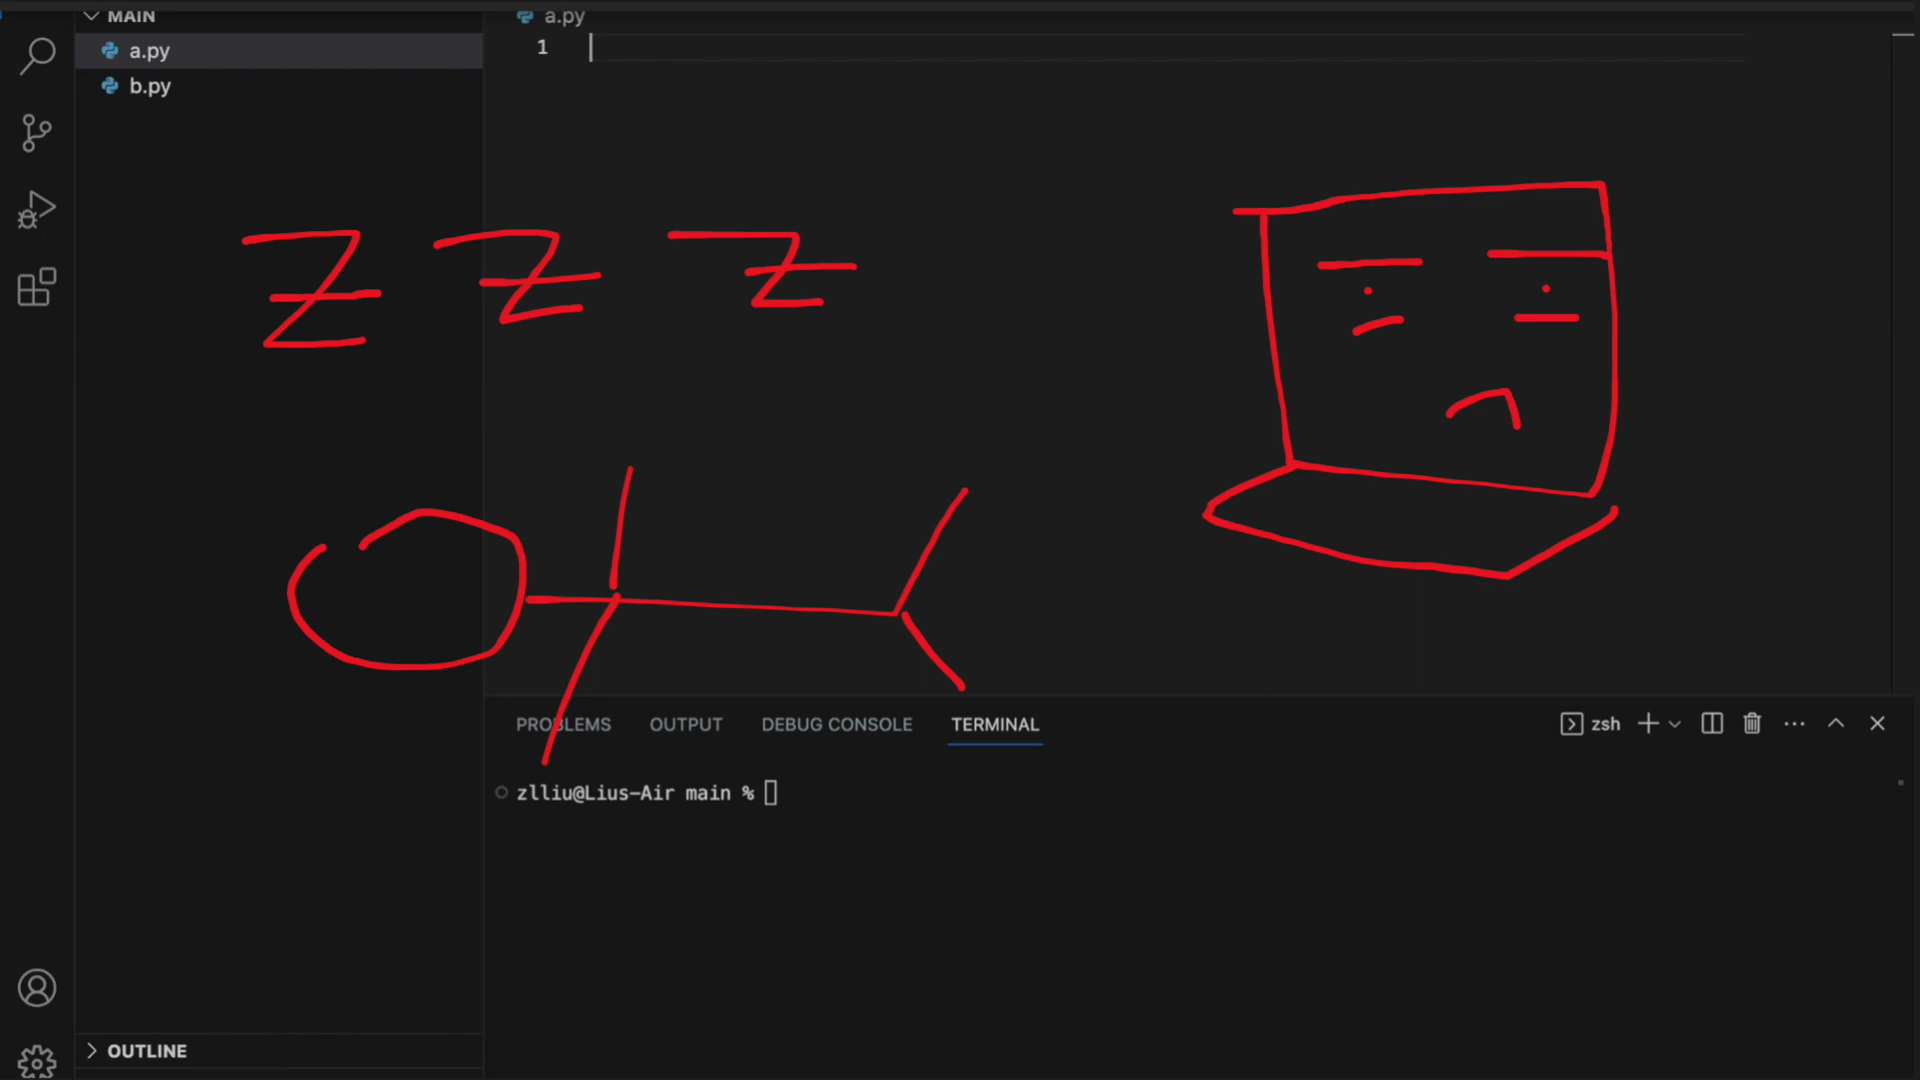 MAIN
a.py
a.py
1
b.py
Z Z Z
PROBLEMS OUTPUT DEBUG CONSOLE TERMINAL
zsh
zlliu@Lius-Air main %
OUTLINE